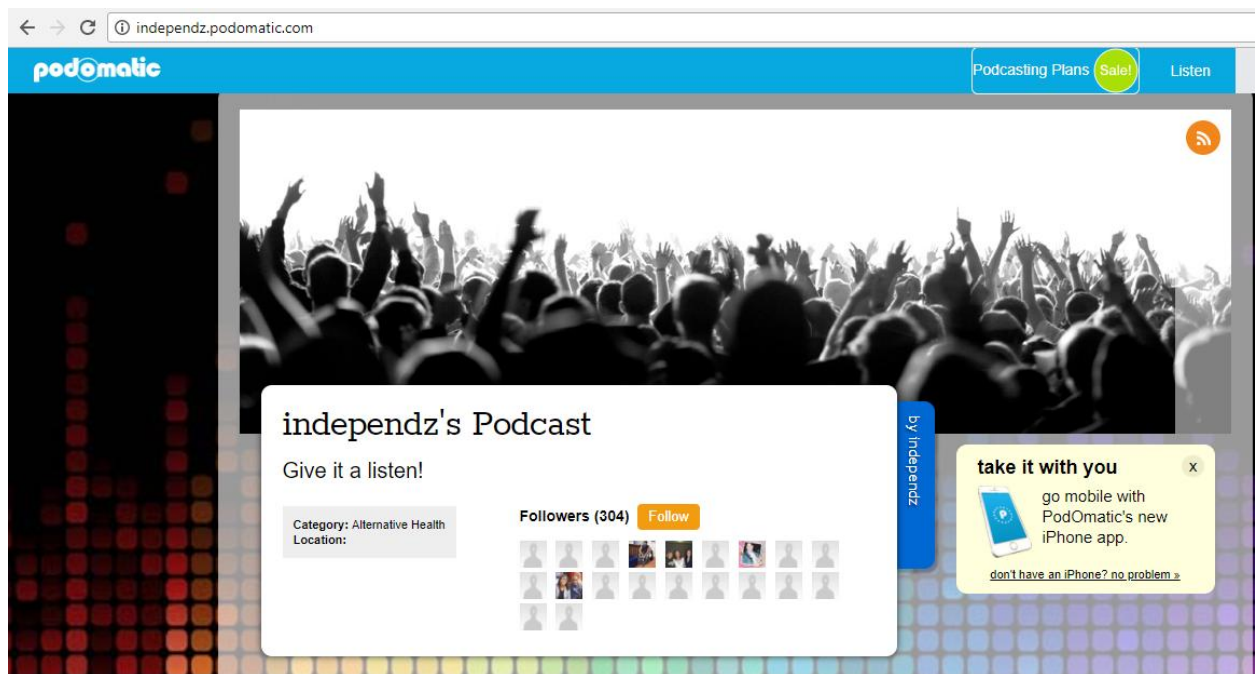 independz.podomatic.com
podomatic
Podcasting Plans Sale! Listen
independz's Podcast
Give it a listen!
Category: Alternative Health
Location:
Followers (304) Follow
by independz
take it with you x
go mobile with
PodOmatic's new
iPhone app.
don't have an iPhone? no problem »